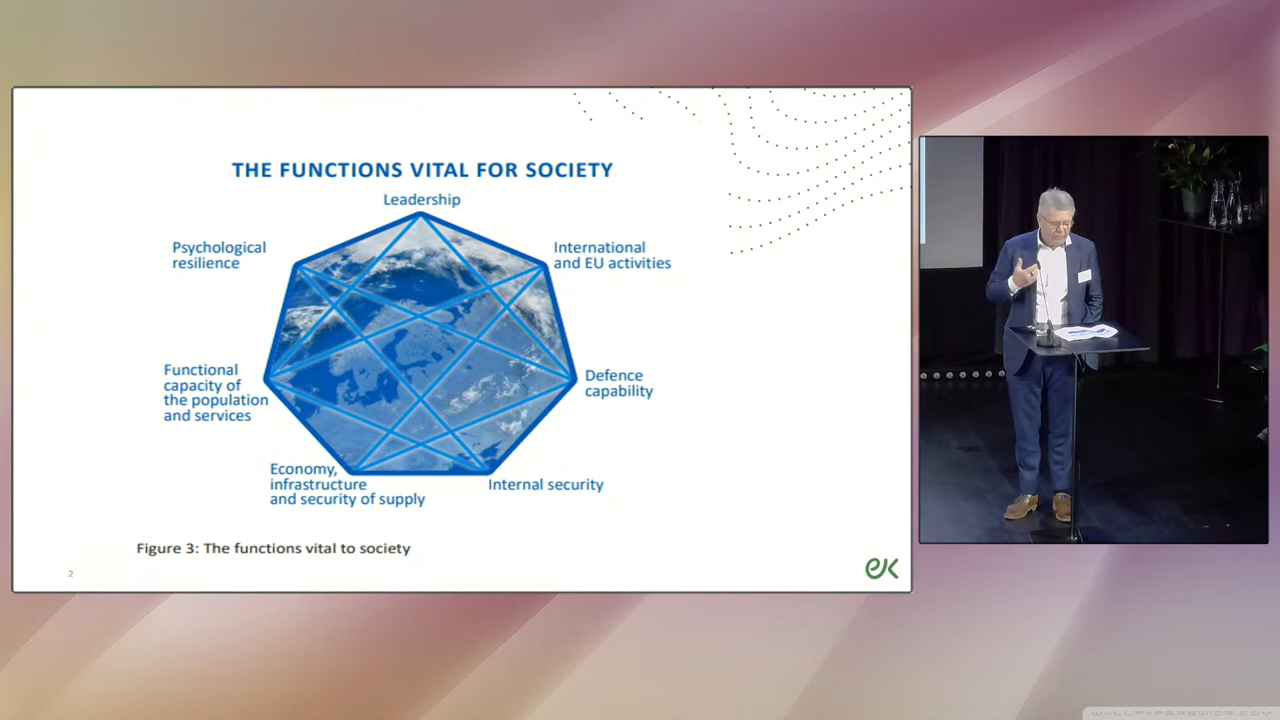 THE FUNCTIONS VITAL FOR SOCIETY
Leadership
Psychological
resilience
International
and EU activities
Functional
capacity of
the population
and services
Defence
capability
Economy,
infrastructure
and security of supply
Internal security
Figure 3: The functions vital to society
2
ek
WALLPAPERSWIDE.COM